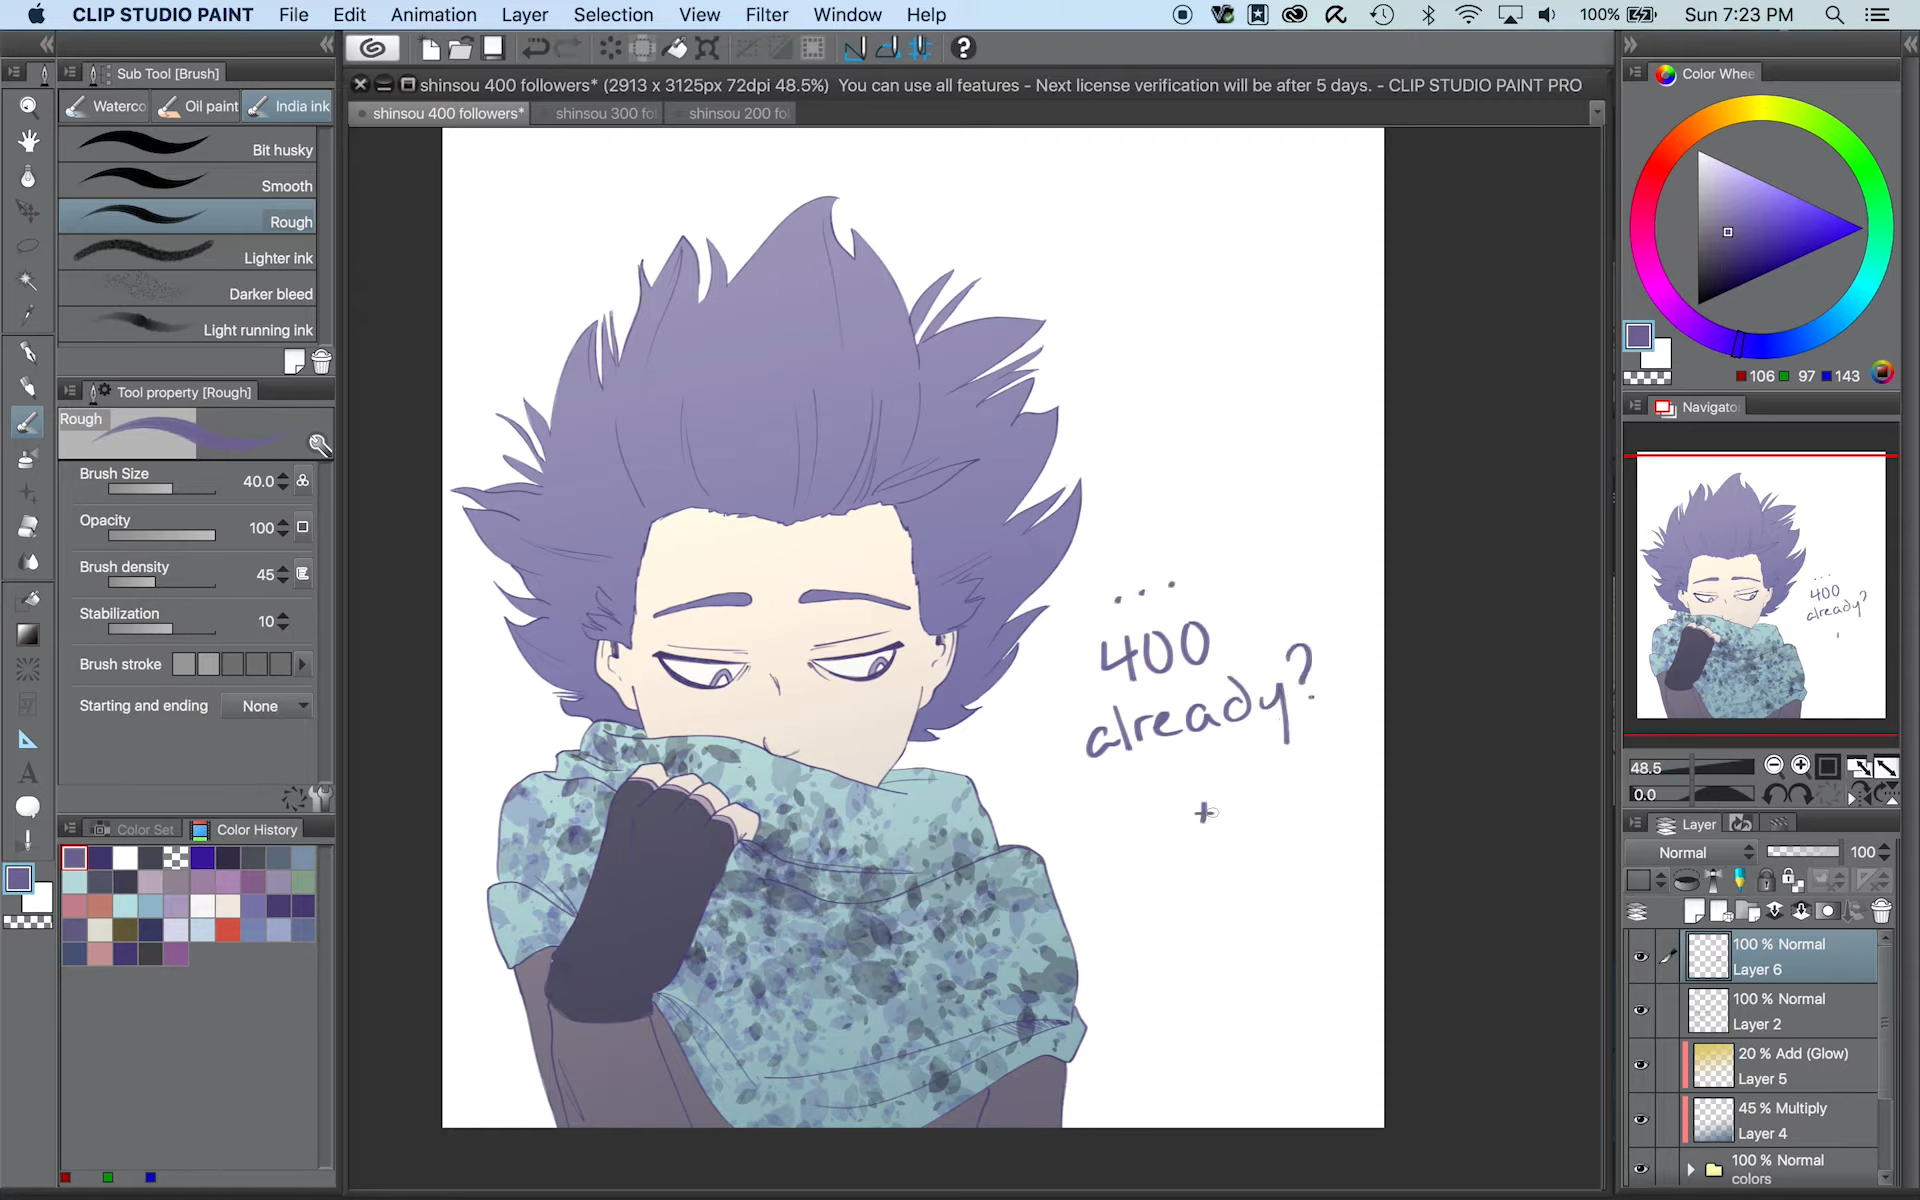 CLIP STUDIO PAINT File Edit Animation Layer Selection View Filter Window Help 100% Sun 7:23 PM
Sub Tool [Brush]
Waterco Oil paint India ink
Bit husky
Smooth
Rough
Lighter ink
Darker bleed
Light running ink
Tool property [Rough]
Rough
Brush Size 40.0
Opacity 100
Brush density 45
Stabilization 10
Brush stroke
Starting and ending None
Color Set Color History
shinsou 400 followers* (2913 x 3125px 72dpi 48.5%) You can use all features - Next license verification will be after 5 days. - CLIP STUDIO PAINT PRO
shinsou 400 followers* shinsou 300 fol shinsou 200 fol
...
400
already?
Color Whee
106 97 143
Navigato
...
400
already?
48.5
0.0
Layer
Normal 100
100 % Normal
Layer 6
100 % Normal
Layer 2
20 % Add (Glow)
Layer 5
45 % Multiply
Layer 4
100 % Normal
colors